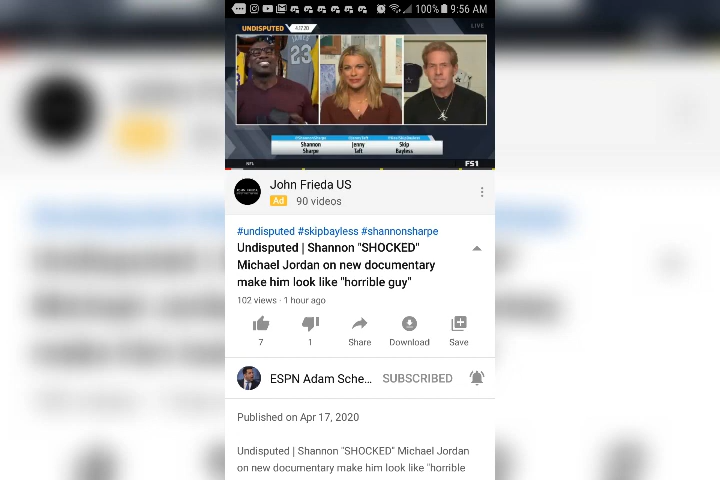 100% 9:56 AM
UNDISPUTED 4.17.20
LIVE
23
Shannon Sharpe
Jenny Taft
Skip Bayless
NFL
FS1
John Frieda US
Ad 90 videos
#undisputed #skipbayless #shannonsharpe
Undisputed | Shannon "SHOCKED"
Michael Jordan on new documentary
make him look like "horrible guy"
102 views · 1 hour ago
7 1 Share Download Save
ESPN Adam Sche... SUBSCRIBED
Published on Apr 17, 2020
Undisputed | Shannon "SHOCKED" Michael Jordan
on new documentary make him look like "horrible